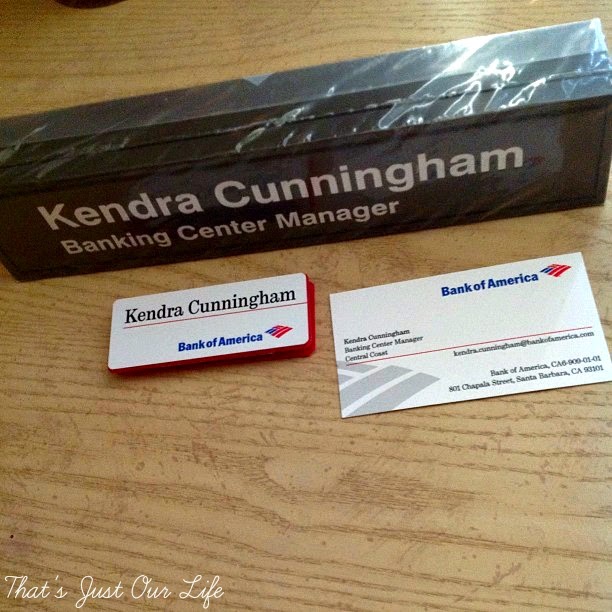 Kendra Cunningham
Banking Center Manager
Kendra Cunningham
Bank of America
Bank of America
Kendra Cunningham
Banking Center Manager
Central Coast
kendra.cunningham@bankofamerica.com
Bank of America, CA6-909-01-01
801 Chapala Street, Santa Barbara, CA 93101
That's Just Our Life